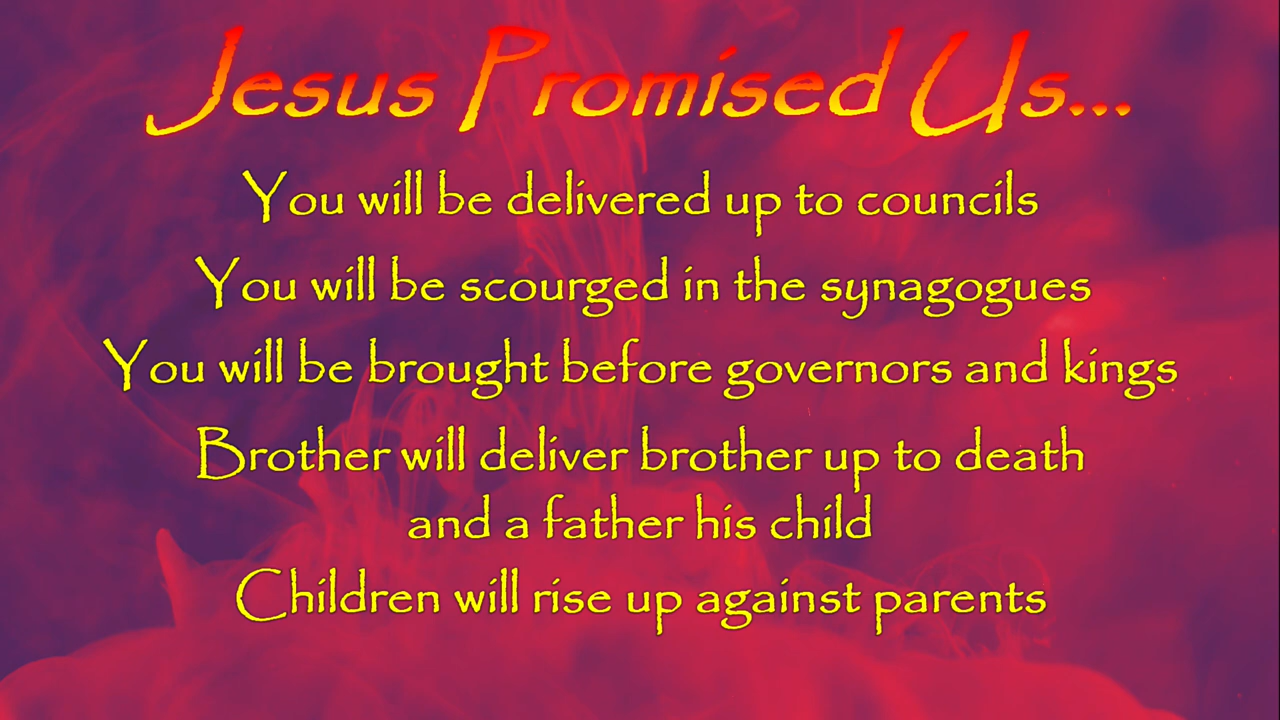 Jesus Promised Us...
You will be delivered up to councils
You will be scourged in the synagogues
You will be brought before governors and kings
Brother will deliver brother up to death
and a father his child
Children will rise up against parents